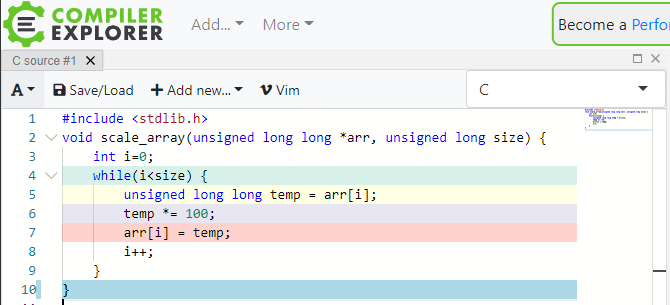 COMPILER
EXPLORER
Add...
More
Become a Perfo
C source #1
A
Save/Load
Add new...
Vim
C
1 #include <stdlib.h>
2 void scale_array(unsigned long long *arr, unsigned long size) {
3 int i=0;
4 while(i<size) {
5 unsigned long long temp = arr[i];
6 temp *= 100;
7 arr[i] = temp;
8 i++;
9 }
10 }